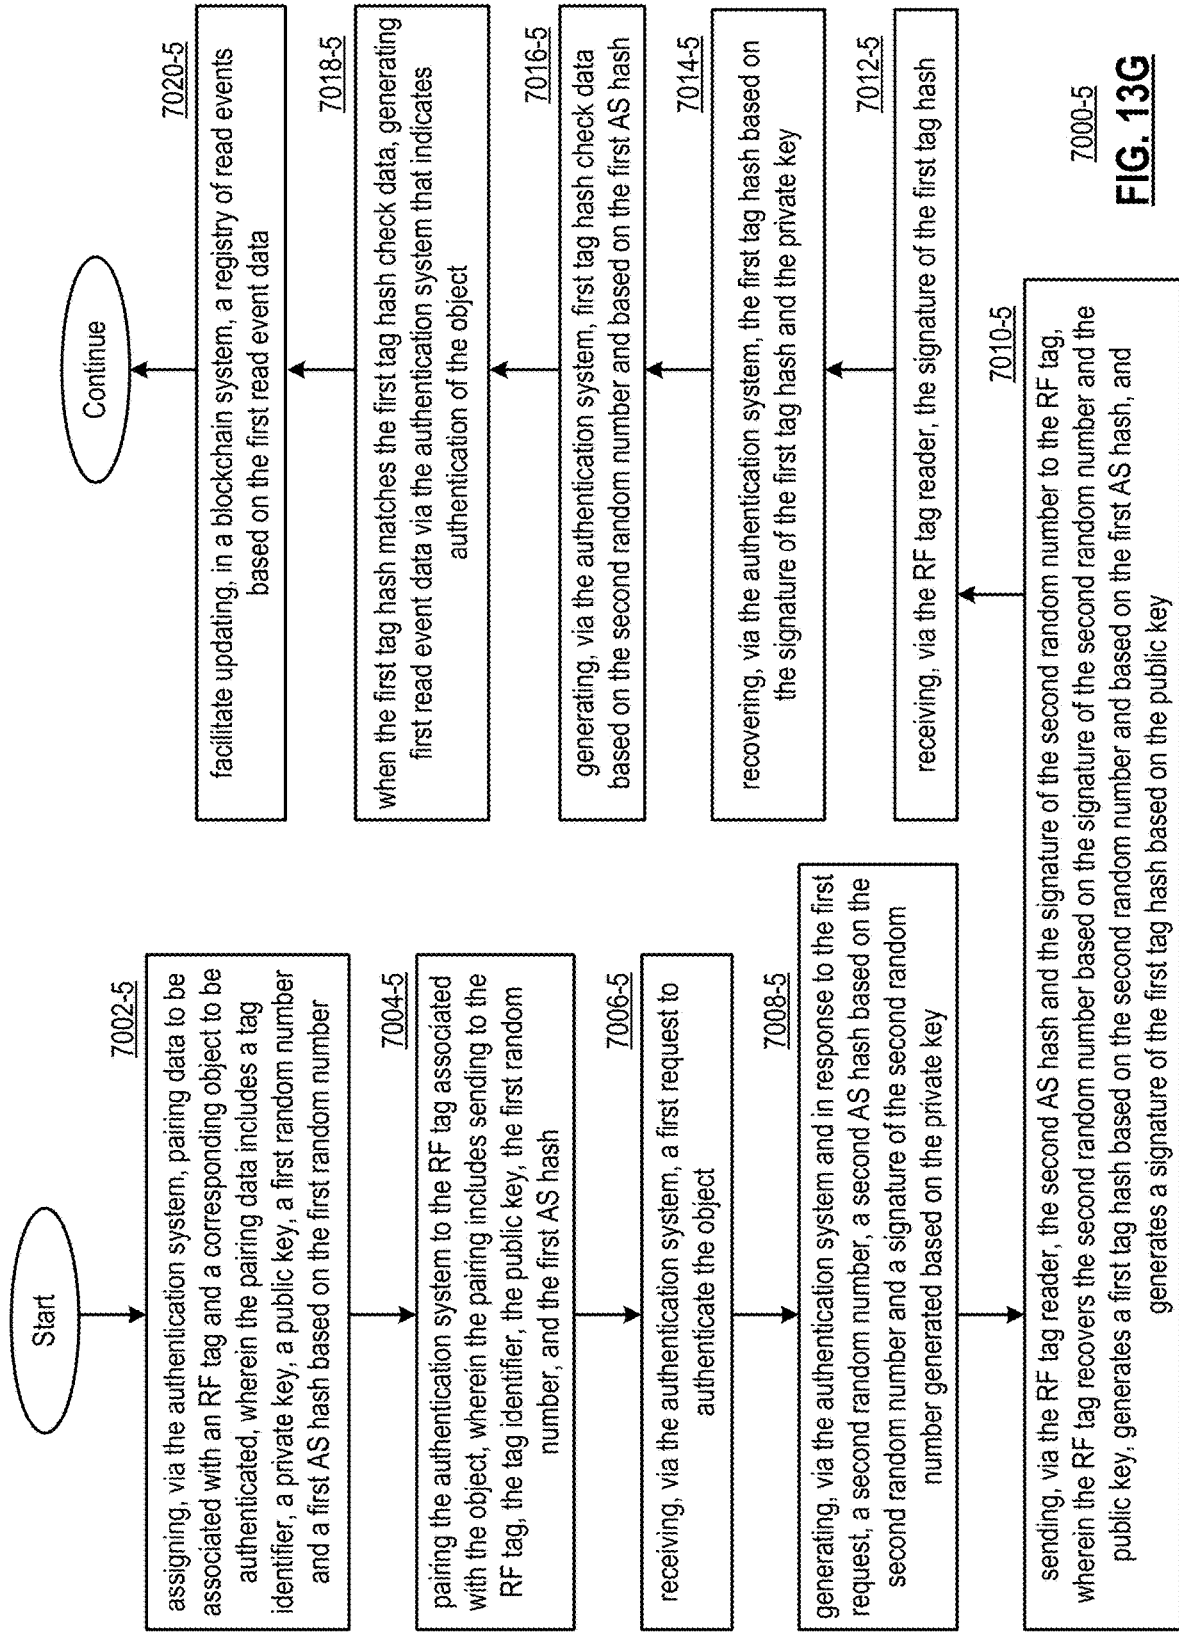 Start
7002-5
assigning, via the authentication system, pairing data to be
associated with an RF tag and a corresponding object to be
authenticated, wherein the pairing data includes a tag
identifier, a private key, a public key, a first random number
and a first AS hash based on the first random number
7004-5
pairing the authentication system to the RF tag associated
with the object, wherein the pairing includes sending to the
RF tag, the tag identifier, the public key, the first random
number, and the first AS hash
7006-5
receiving, via the authentication system, a first request to
authenticate the object
7008-5
generating, via the authentication system and in response to the first
request, a second random number, a second AS hash based on the
second random number and a signature of the second random
number generated based on the private key
7010-5
sending, via the RF tag reader, the second AS hash and the signature of the second random number to the RF tag,
wherein the RF tag recovers the second random number based on the signature of the second random number and the
public key, generates a first tag hash based on the second random number and based on the first AS hash, and
generates a signature of the first tag hash based on the public key
7012-5
receiving, via the RF tag reader, the signature of the first tag hash
7014-5
recovering, via the authentication system, the first tag hash based on
the signature of the first tag hash and the private key
7016-5
generating, via the authentication system, first tag hash check data
based on the second random number and based on the first AS hash
7018-5
when the first tag hash matches the first tag hash check data, generating
first read event data via the authentication system that indicates
authentication of the object
7020-5
facilitate updating, in a blockchain system, a registry of read events
based on the first read event data
Continue
7000-5
FIG. 13G